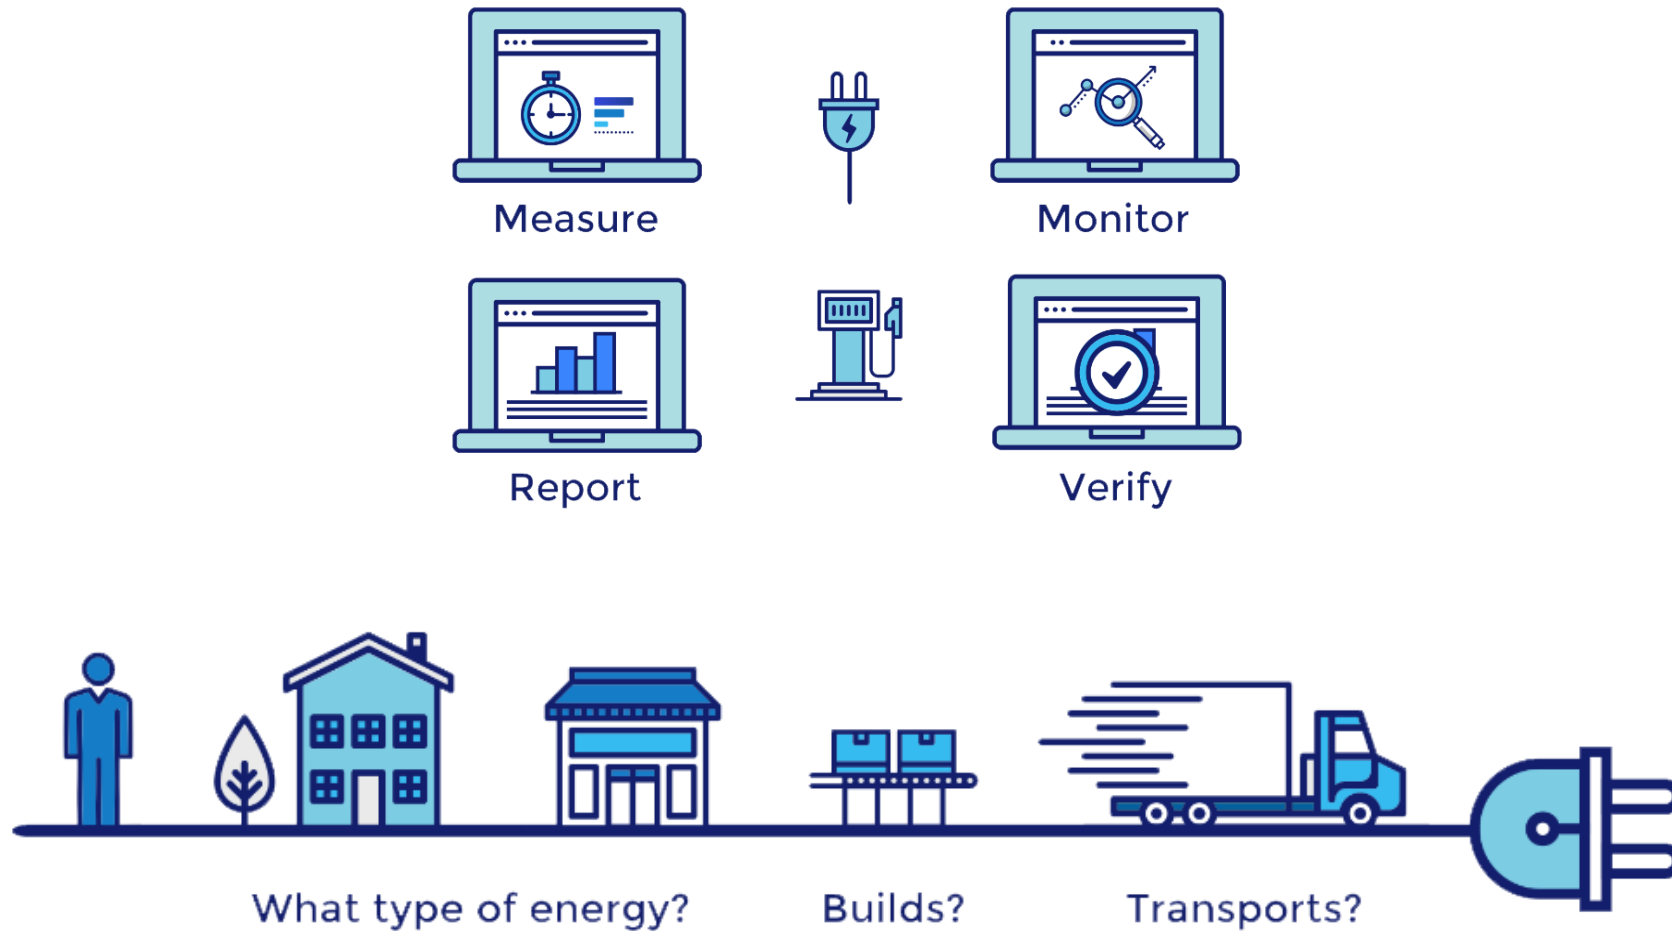 Measure
Monitor
Report
Verify
What type of energy?
Builds?
Transports?